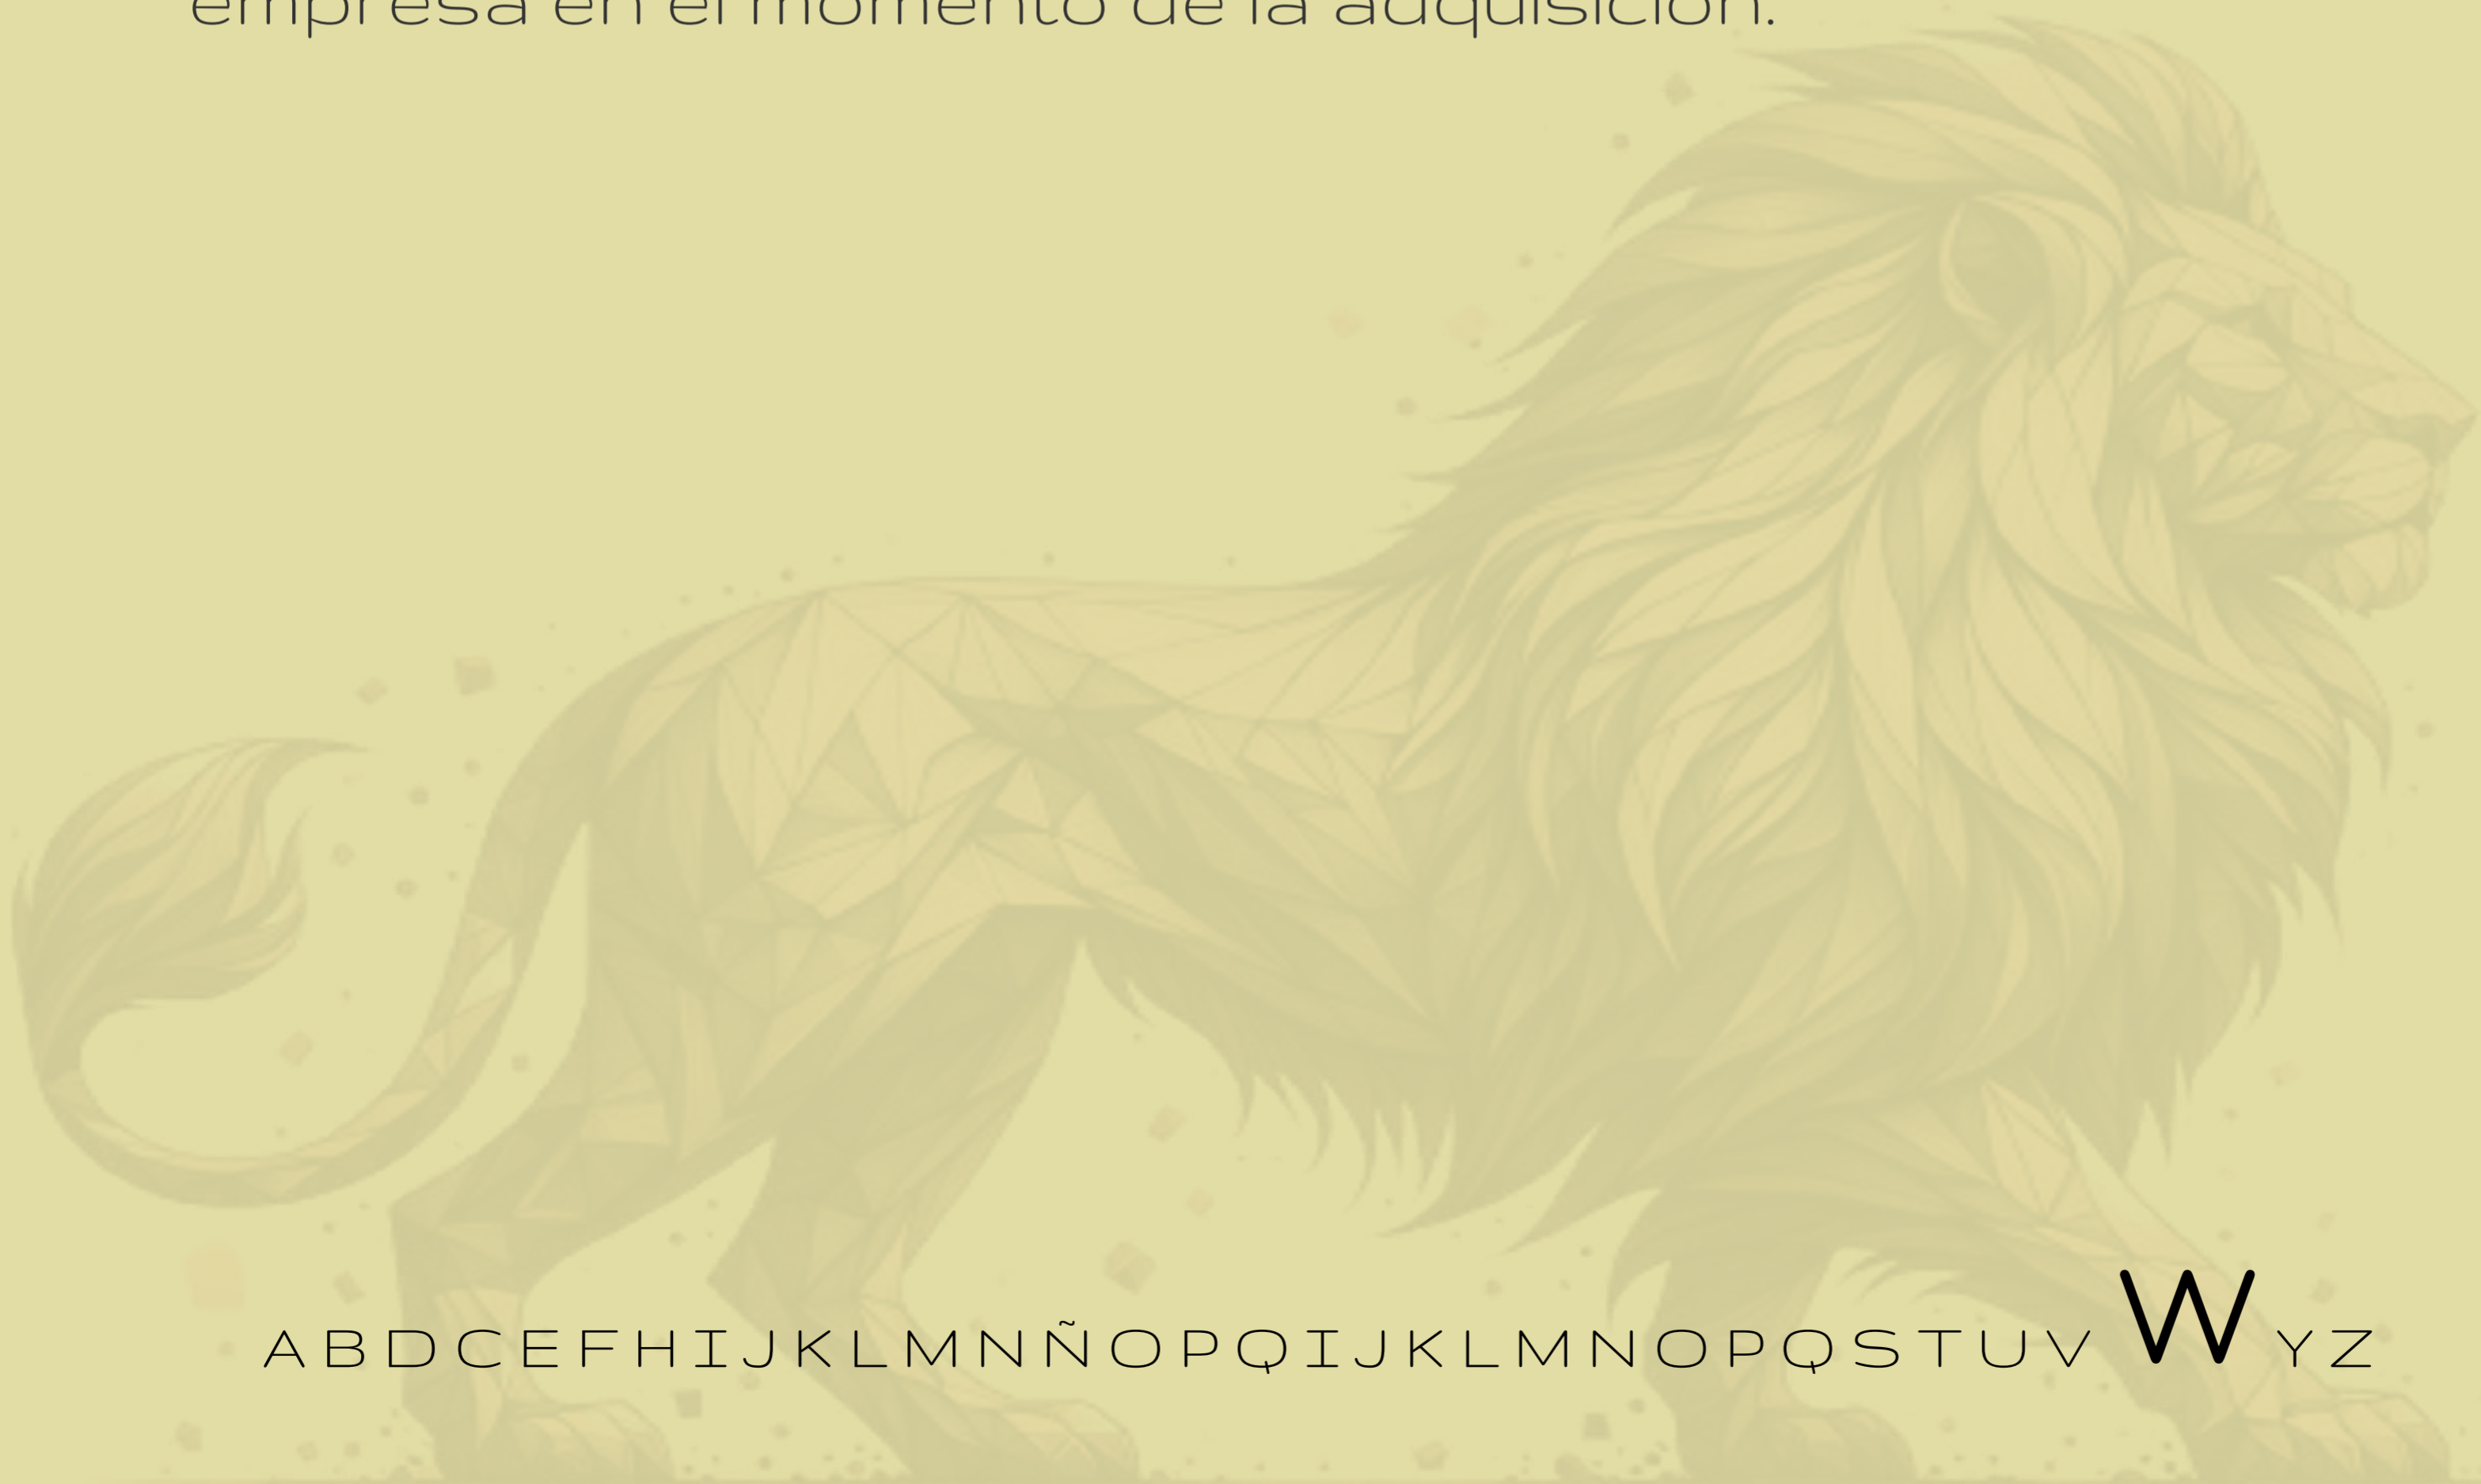 empresa en el momento de la adquisición.
A B D C E F H I J K L M N Ñ O P Q I J K L M N O P Q S T U V W Y Z